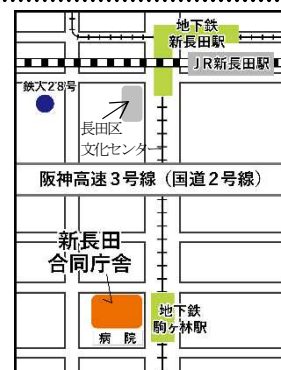 地下鉄
新長田駅
JR新長田駅
鉄人28号
長田区
文化センター
阪神高速3号線（国道2号線）
新長田
合同庁舎
地下鉄
駒ヶ林駅
病 院